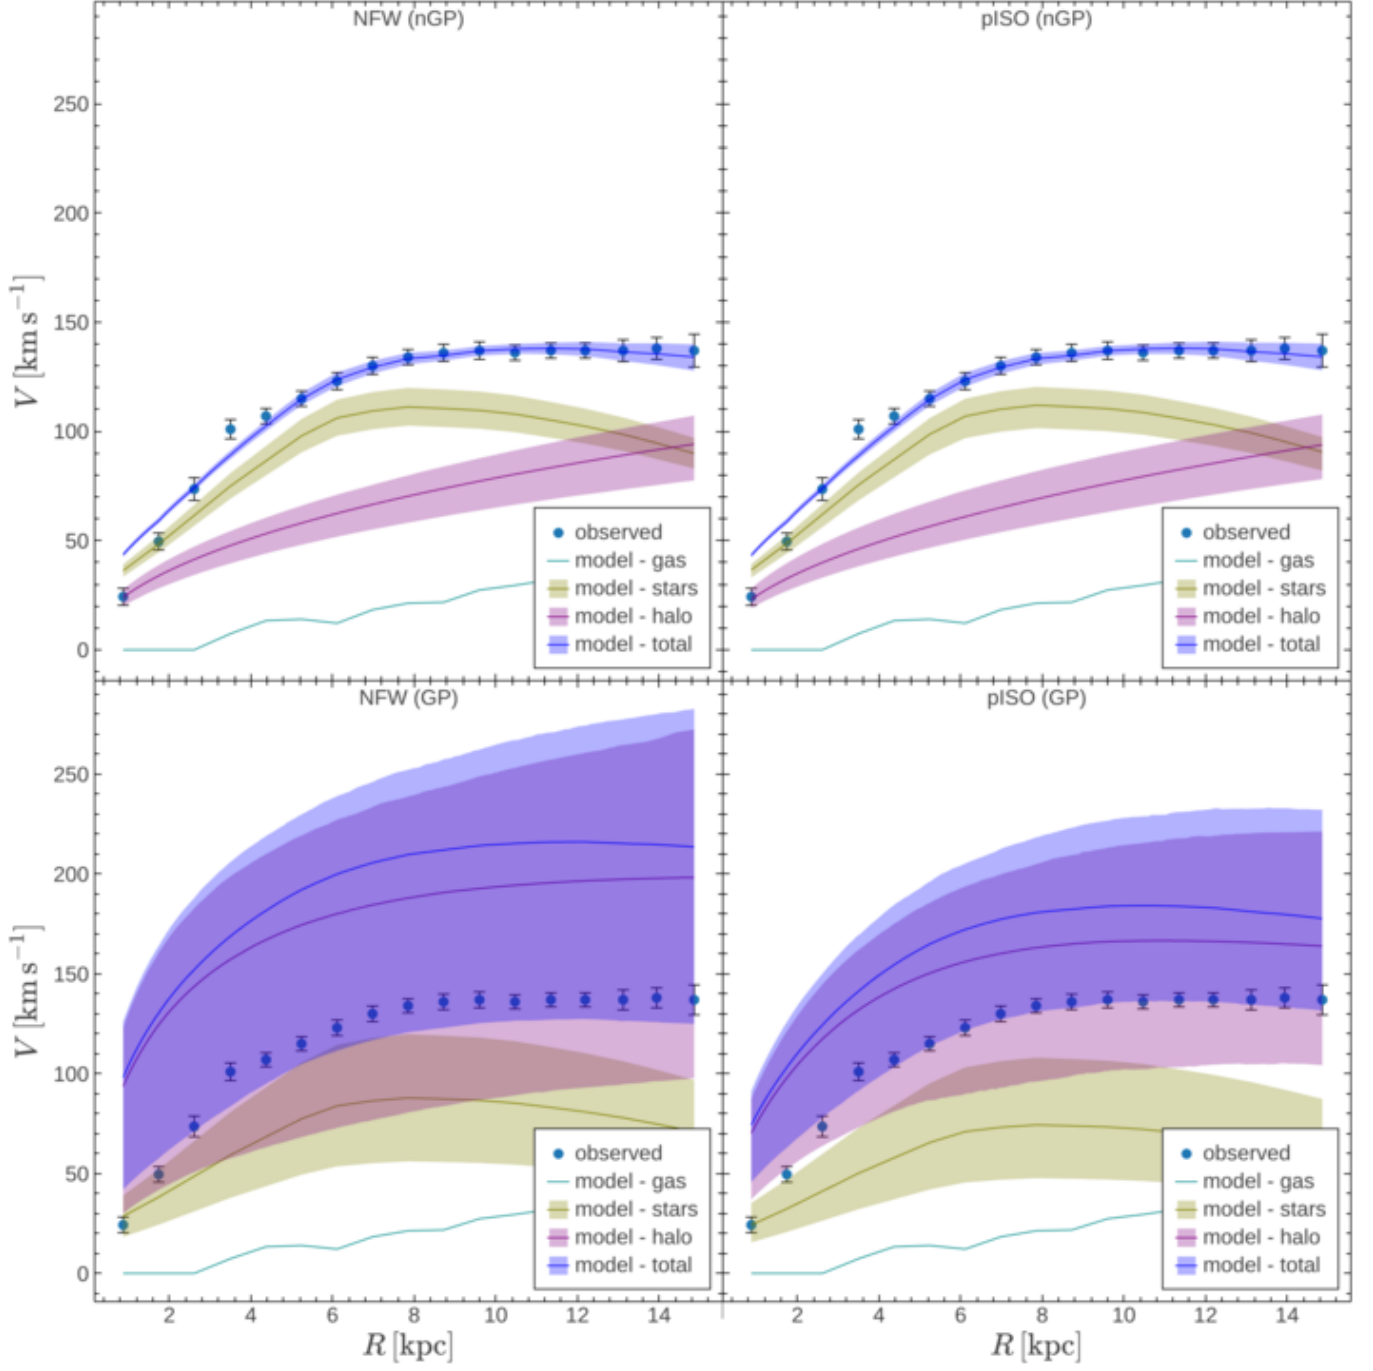 NFW (nGP)
pISO (nGP)
250
200
150
100
50
0
V [km s⁻¹]
observed
model - gas
model - stars
model - halo
model - total
observed
model - gas
model - stars
model - halo
model - total
NFW (GP)
pISO (GP)
250
200
150
100
50
0
V [km s⁻¹]
observed
model - gas
model - stars
model - halo
model - total
observed
model - gas
model - stars
model - halo
model - total
2 4 6 8 10 12 14
2 4 6 8 10 12 14
R [kpc]
R [kpc]